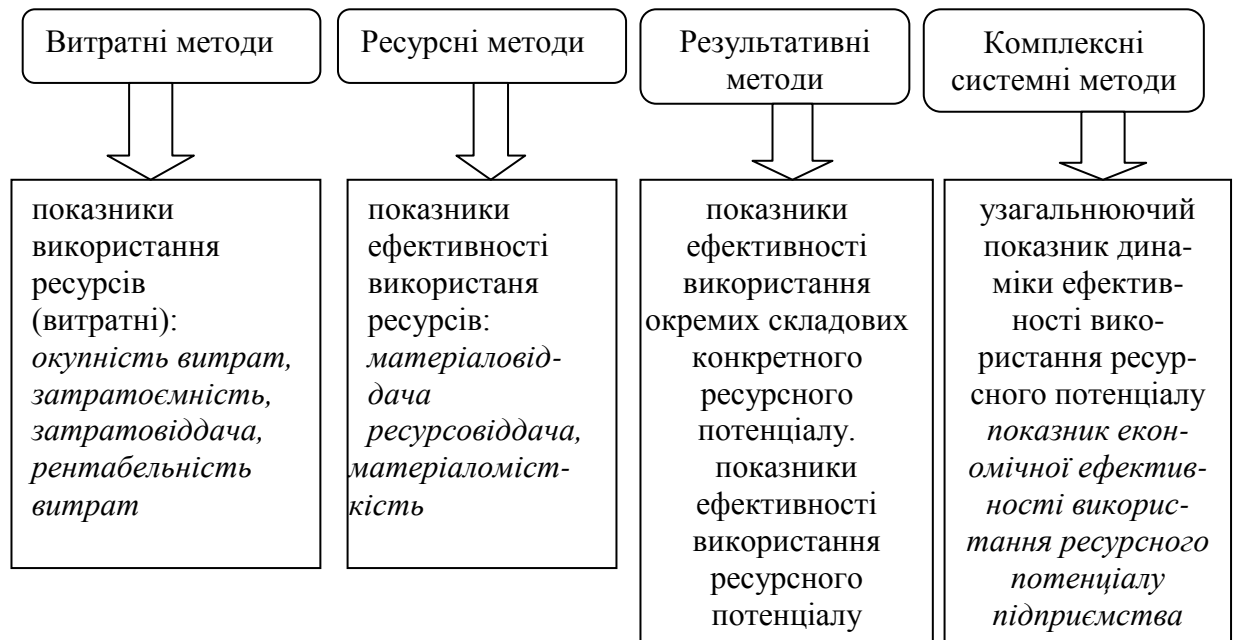 Витратні методи
показники
використання
ресурсів
(витратні):
окупність витрат,
затратоємність,
затратовіддача,
рентабельність
витрат
Ресурсні методи
показники
ефективності
використаня
ресурсів:
матеріаловід-
дача
ресурсовіддача,
матеріаломіст-
кість
Результативні
методи
показники
ефективності
використання
окремих складових
конкретного
ресурсного
потенціалу.
показники
ефективності
використання
ресурсного
потенціалу
Комплексні
системні методи
узагальнюючий
показник дина-
міки ефектив-
ності вико-
ристання ресур-
сного потенціалу
показник екон-
омічної ефектив-
ності викорис-
тання ресурсного
потенціалу
підприємства